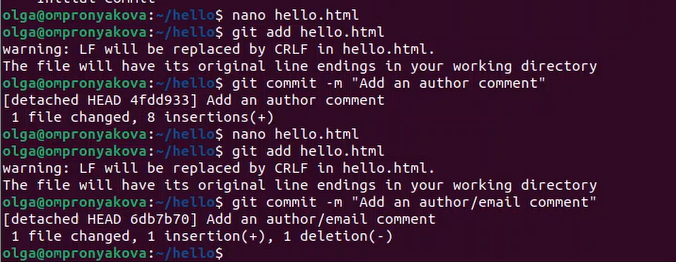 olga@ompronyakova:~/hello$ nano hello.html
olga@ompronyakova:~/hello$ git add hello.html
warning: LF will be replaced by CRLF in hello.html.
The file will have its original line endings in your working directory
olga@ompronyakova:~/hello$ git commit -m "Add an author comment"
[detached HEAD 4fdd933] Add an author comment
 1 file changed, 8 insertions(+)
olga@ompronyakova:~/hello$ nano hello.html
olga@ompronyakova:~/hello$ git add hello.html
warning: LF will be replaced by CRLF in hello.html.
The file will have its original line endings in your working directory
olga@ompronyakova:~/hello$ git commit -m "Add an author/email comment"
[detached HEAD 6db7b70] Add an author/email comment
 1 file changed, 1 insertion(+), 1 deletion(-)
olga@ompronyakova:~/hello$